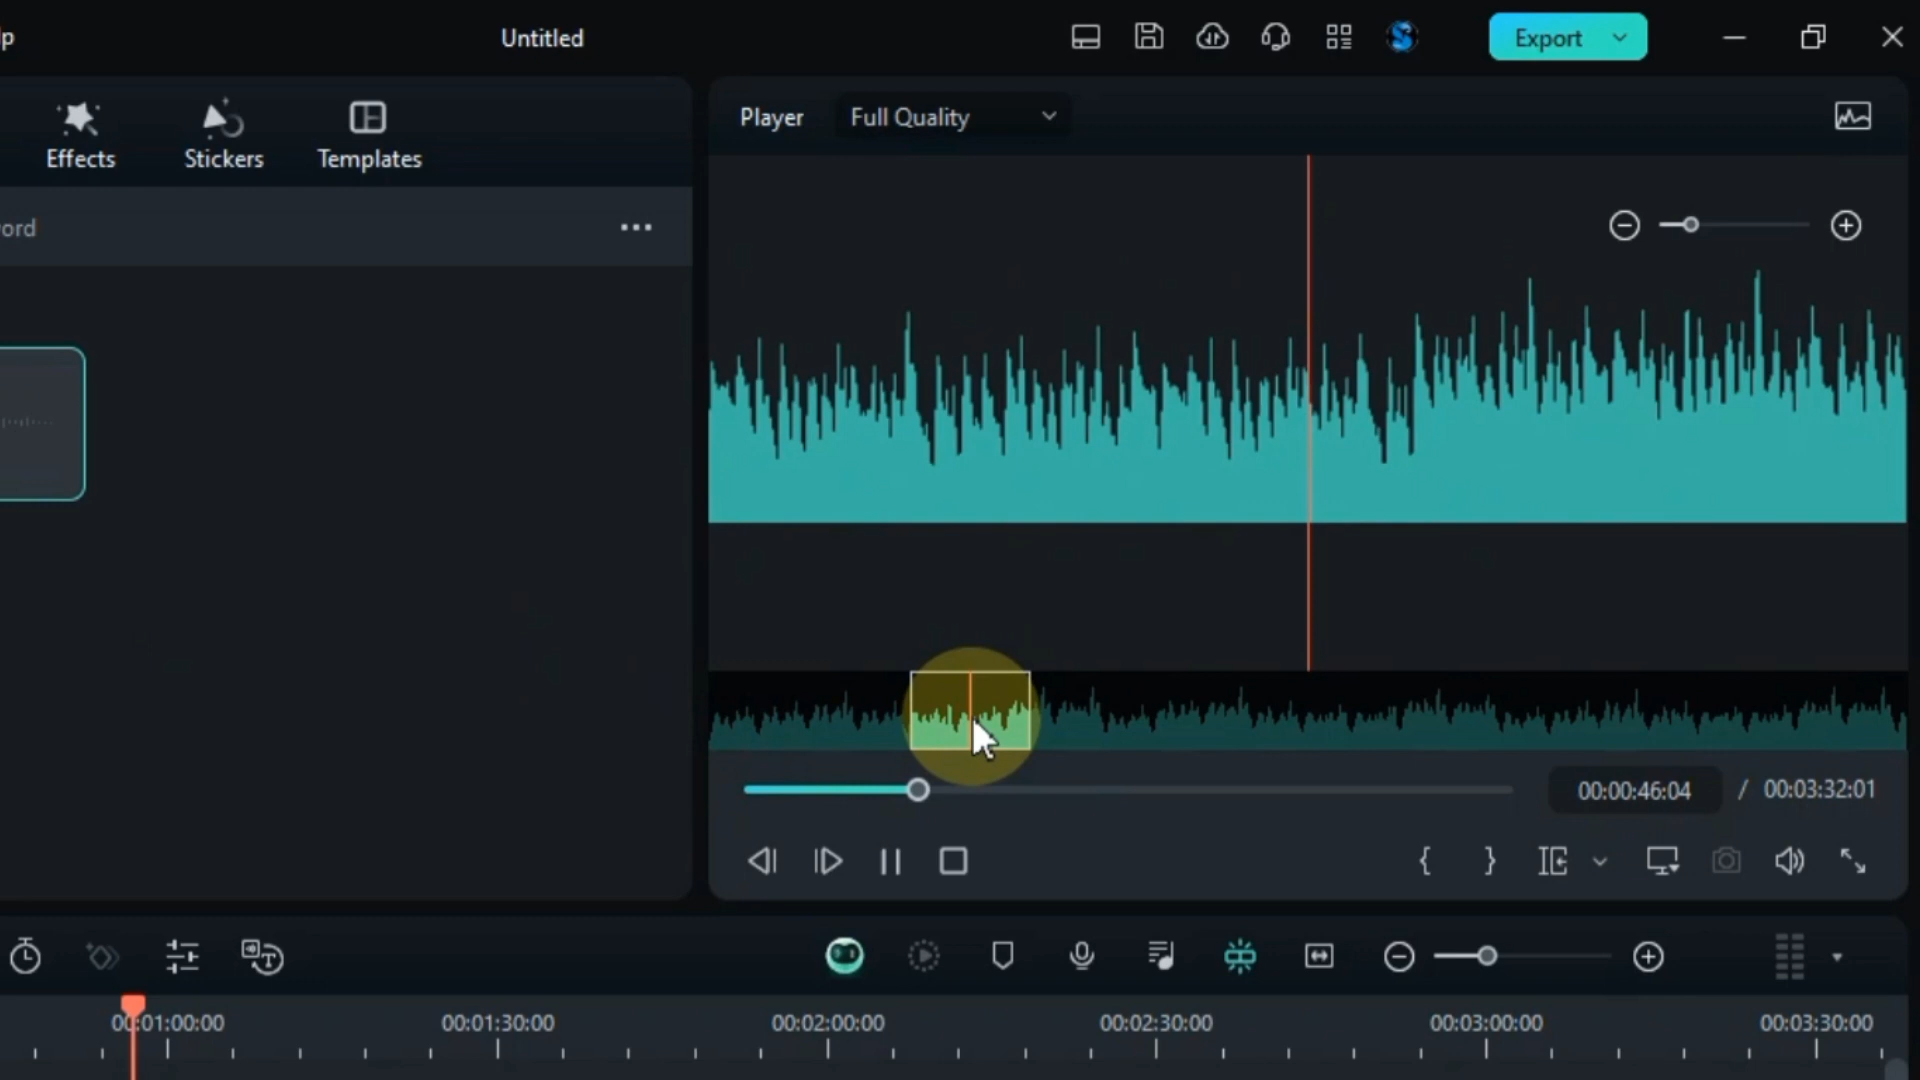 p
Untitled
Export
Effects
Stickers
Templates
Player
Full Quality
ord
00:00:46:04 / 00:03:32:01
00:01:00:00
00:01:30:00
00:02:00:00
00:02:30:00
00:03:00:00
00:03:30:00